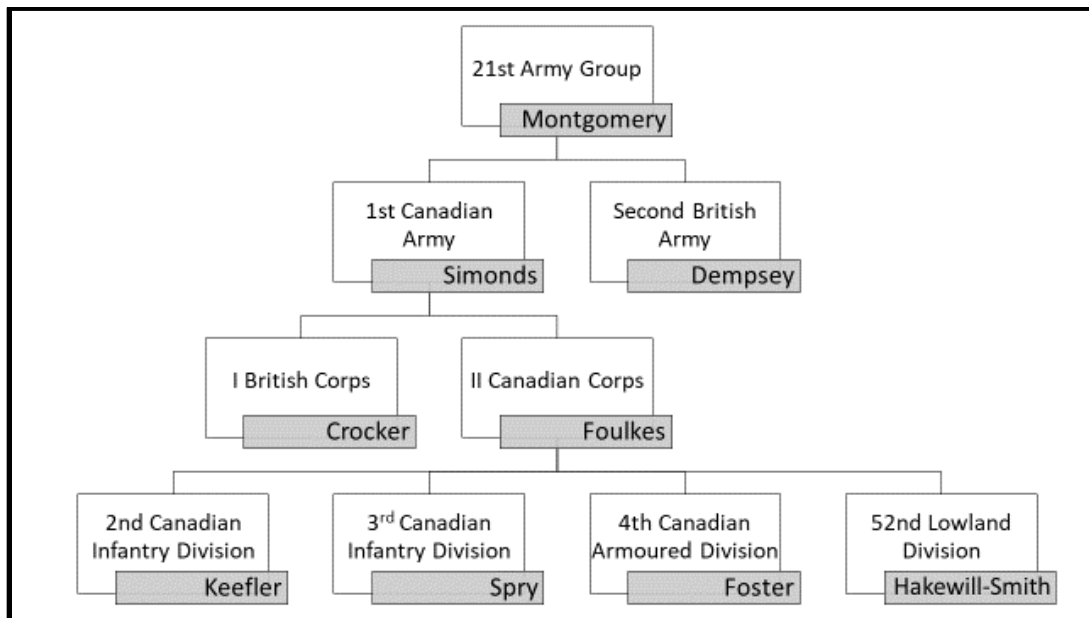 21st Army Group
Montgomery
1st Canadian
Army
Simonds
Second British
Army
Dempsey
I British Corps
Crocker
II Canadian Corps
Foulkes
2nd Canadian
Infantry Division
Keefler
3rd Canadian
Infantry Division
Spry
4th Canadian
Armoured Division
Foster
52nd Lowland
Division
Hakewill-Smith